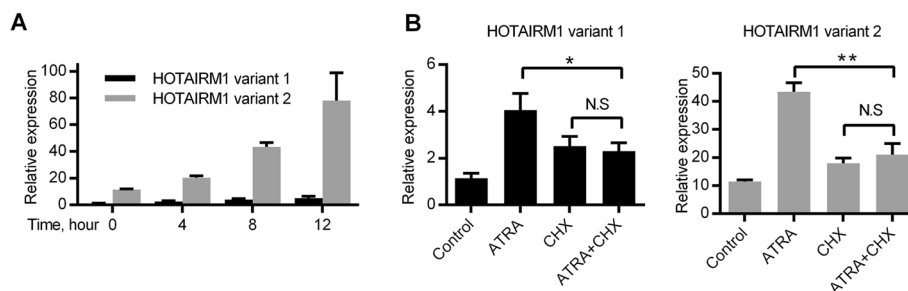 A
Relative expression
100
80
60
40
20
0
HOTAIRM1 variant 1
HOTAIRM1 variant 2
Time, hour
0 4 8 12
B
HOTAIRM1 variant 1
Relative expression
6
4
2
0
*
N.S
Control
ATRA
CHX
ATRA+CHX
HOTAIRM1 variant 2
Relative expression
50
40
30
20
10
0
**
N.S
Control
ATRA
CHX
ATRA+CHX